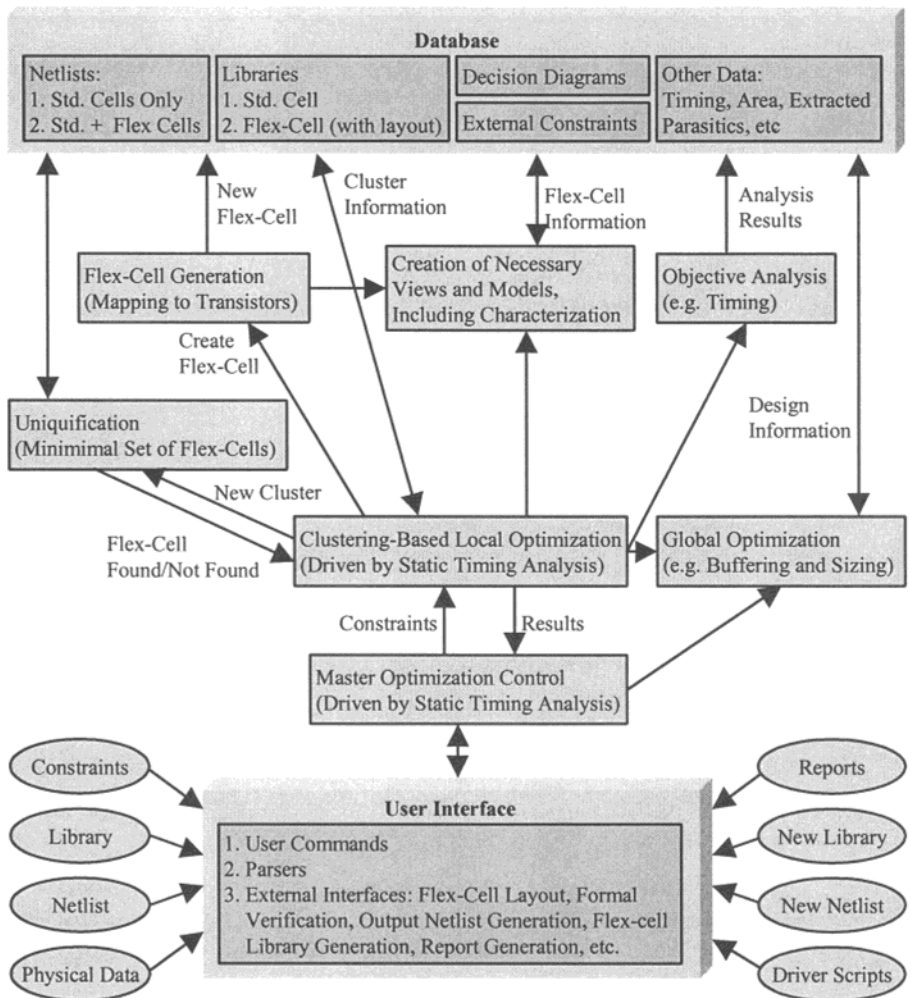 Database
Netlists:
1. Std. Cells Only
2. Std. + Flex Cells
Libraries
1. Std. Cell
2. Flex-Cell (with layout)
Decision Diagrams
External Constraints
Other Data:
Timing, Area, Extracted
Parasitics, etc
New
Flex-Cell
Cluster
Information
Flex-Cell
Information
Analysis
Results
Flex-Cell Generation
(Mapping to Transistors)
Creation of Necessary
Views and Models,
Including Characterization
Objective Analysis
(e.g. Timing)
Create
Flex-Cell
Design
Information
Uniquification
(Minimimal Set of Flex-Cells)
New Cluster
Flex-Cell
Found/Not Found
Clustering-Based Local Optimization
(Driven by Static Timing Analysis)
Global Optimization
(e.g. Buffering and Sizing)
Constraints
Results
Master Optimization Control
(Driven by Static Timing Analysis)
Constraints
Library
Netlist
Physical Data
User Interface
1. User Commands
2. Parsers
3. External Interfaces: Flex-Cell Layout, Formal
Verification, Output Netlist Generation, Flex-cell
Library Generation, Report Generation, etc.
Reports
New Library
New Netlist
Driver Scripts